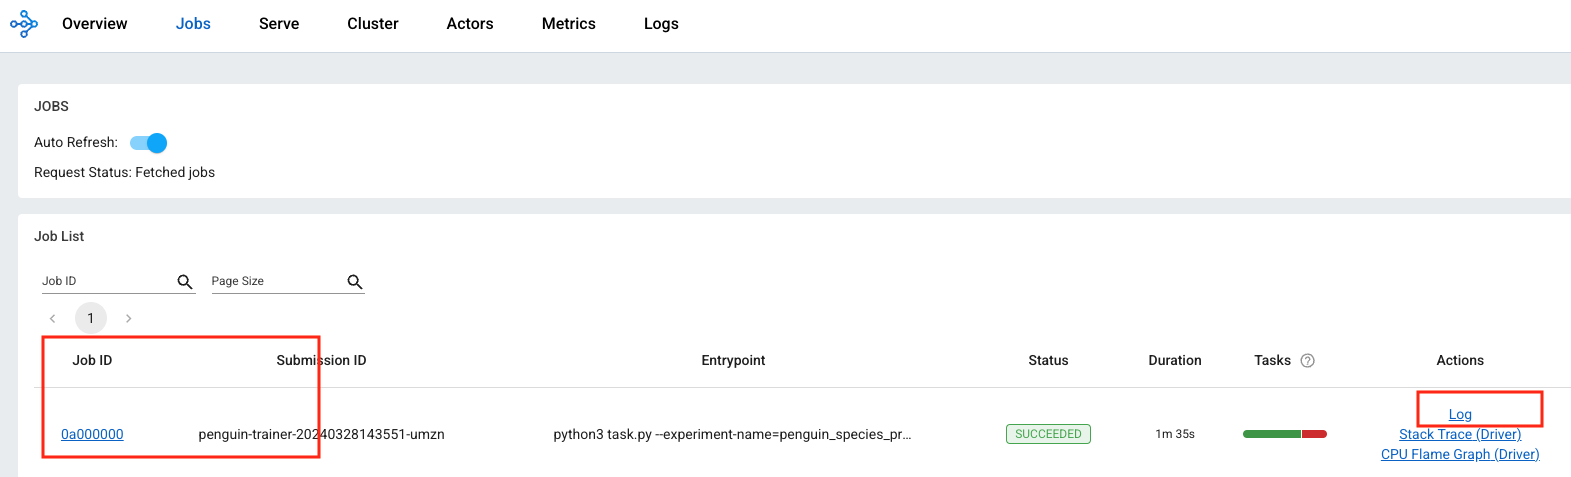 Overview Jobs Serve Cluster Actors Metrics Logs
JOBS
Auto Refresh:
Request Status: Fetched jobs
Job List
Job ID Page Size
1
Job ID Submission ID Entrypoint Status Duration Tasks ? Actions
Log
0a000000 penguin-trainer-20240328143551-umzn python3 task.py --experiment-name=penguin_species_pr... SUCCEEDED 1m 35s Stack Trace (Driver)
CPU Flame Graph (Driver)